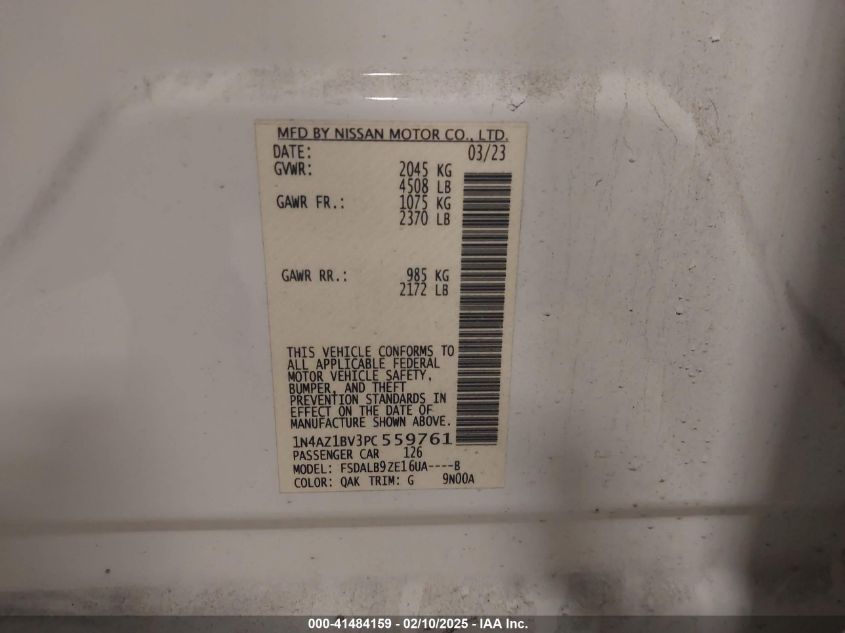 MFD BY NISSAN MOTOR CO., LTD.
DATE: 03/23
GVWR: 2045 KG
4508 LB
GAWR FR.: 1075 KG
2370 LB
GAWR RR.: 985 KG
2172 LB
THIS VEHICLE CONFORMS TO
ALL APPLICABLE FEDERAL
MOTOR VEHICLE SAFETY,
BUMPER, AND THEFT
PREVENTION STANDARDS IN
EFFECT ON THE DATE OF
MANUFACTURE SHOWN ABOVE.
1N4AZ1BV3PC559761
PASSENGER CAR 126
MODEL: FSDALB9ZE16UA----B
COLOR: QAK TRIM: G 9N00A
000-41484159 - 02/10/2025 - IAA Inc.